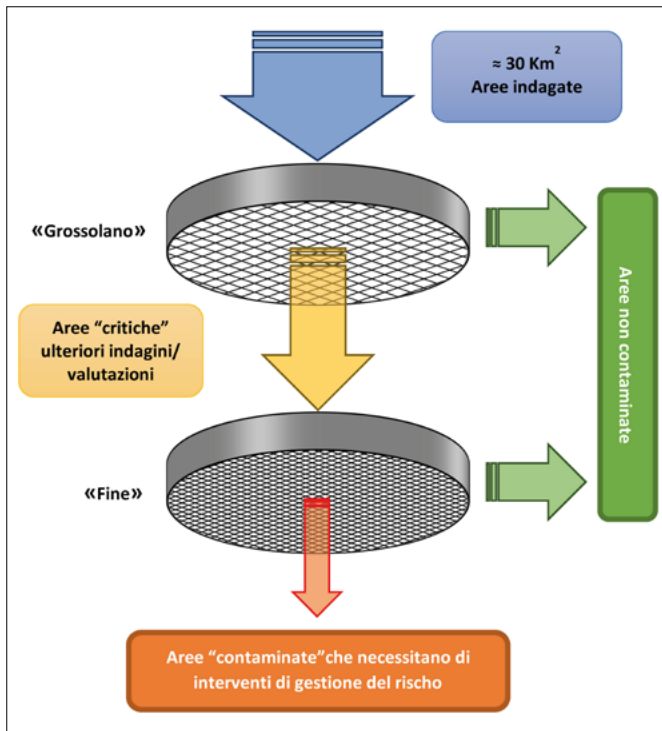 ≈ 30 Km²
Aree indagate
«Grossolano»
Aree "critiche"
ulteriori indagini/
valutazioni
Aree non contaminate
«Fine»
Aree "contaminate"che necessitano di
interventi di gestione del rischo